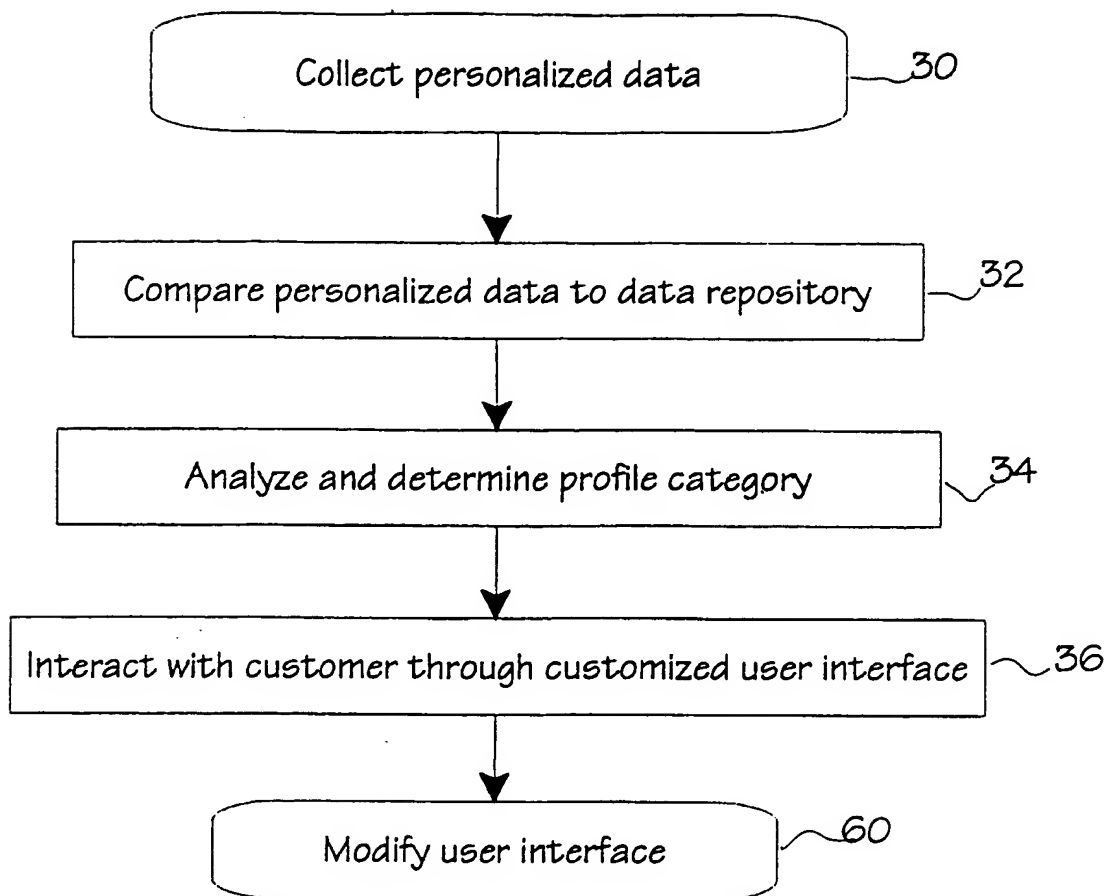 Collect personalized data
30
Compare personalized data to data repository
32
Analyze and determine profile category
34
Interact with customer through customized user interface
36
Modify user interface
60